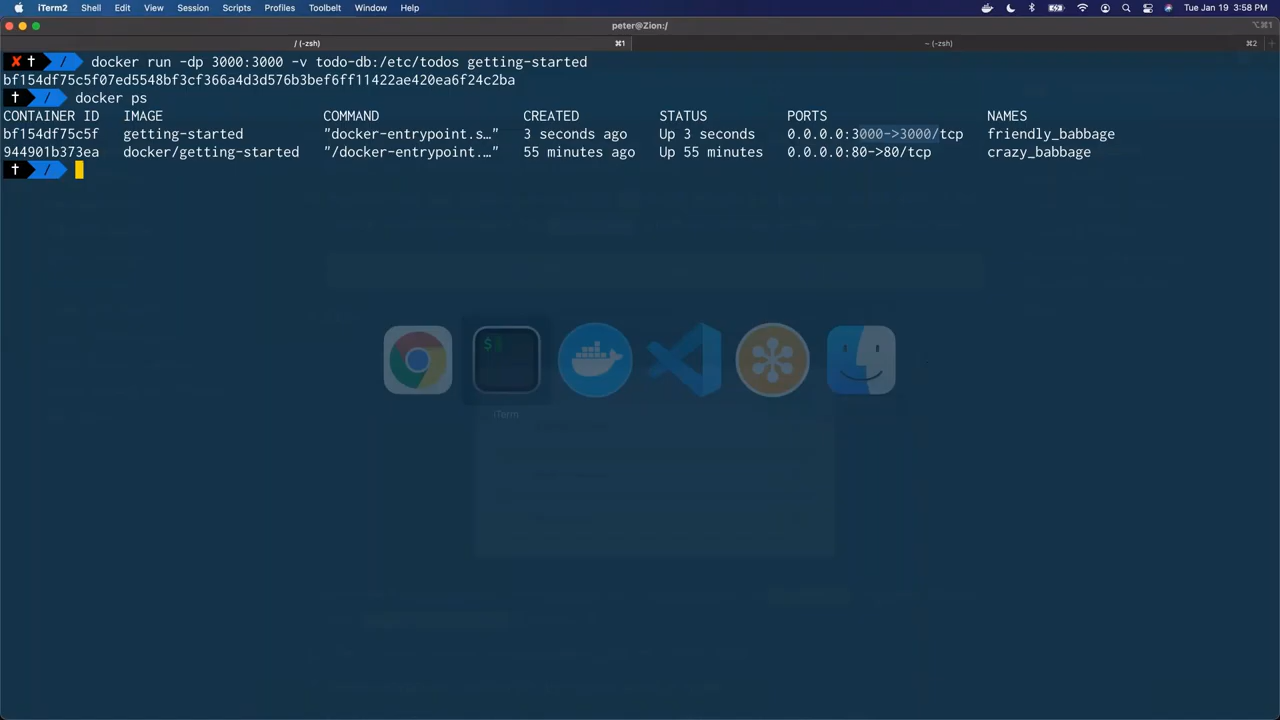 iTerm2 Shell Edit View Session Scripts Profiles Toolbelt Window Help Tue Jan 19 3:58 PM
peter@Zion:/ ⌥⌘1
/ (-zsh) ⌘1 ~ (-zsh) ⌘2
✘ † / docker run -dp 3000:3000 -v todo-db:/etc/todos getting-started
bf154df75c5f07ed5548bf3cf366a4d3d576b3bef6ff11422ae420ea6f24c2ba
† / docker ps
CONTAINER ID IMAGE COMMAND CREATED STATUS PORTS NAMES
bf154df75c5f getting-started "docker-entrypoint.s…" 3 seconds ago Up 3 seconds 0.0.0.0:3000->3000/tcp friendly_babbage
944901b373ea docker/getting-started "/docker-entrypoint.…" 55 minutes ago Up 55 minutes 0.0.0.0:80->80/tcp crazy_babbage
† /
$
iTerm